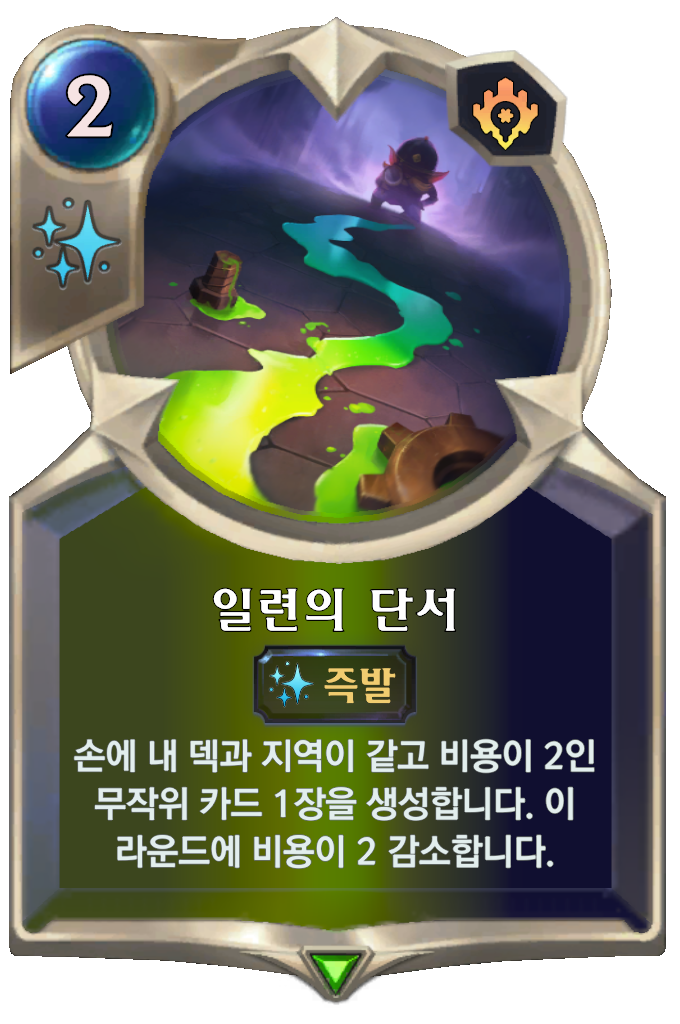 2
일련의 단서
즉발
손에 내 덱과 지역이 같고 비용이 2인
무작위 카드 1장을 생성합니다. 이
라운드에 비용이 2 감소합니다.